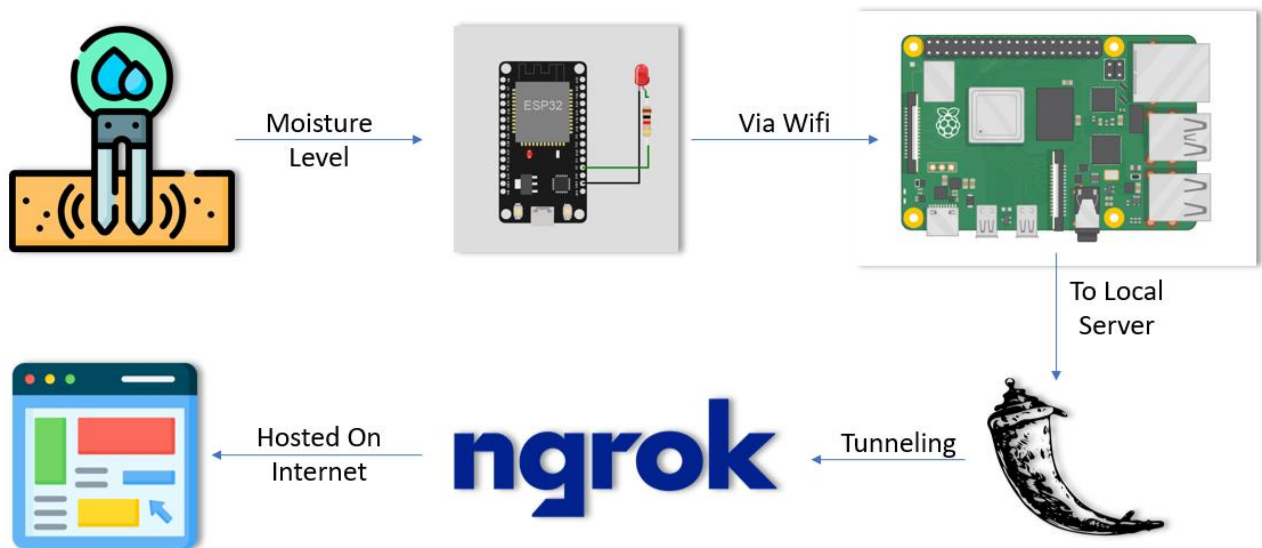 Moisture
Level
ESP32
Via Wifi
To Local
Server
Tunneling
ngrok
Hosted On
Internet